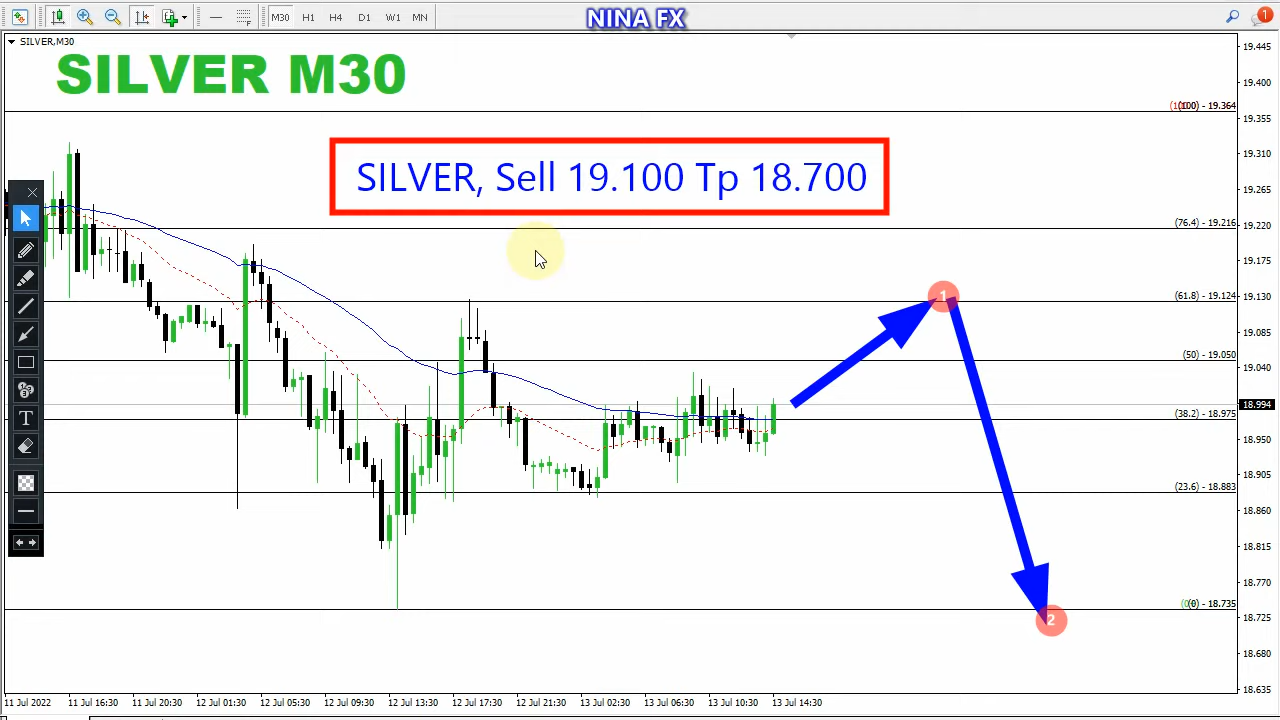 M30 H1 H4 D1 W1 MN
NINA FX
1
SILVER,M30
SILVER M30
SILVER, Sell 19.100 Tp 18.700
(100) - 19.364
(76.4) - 19.216
(61.8) - 19.124
(50) - 19.050
(38.2) - 18.975
(23.6) - 18.883
(0) - 18.735
1
2
T
19.445
19.400
19.355
19.310
19.265
19.220
19.175
19.130
19.085
19.040
18.994
18.950
18.905
18.860
18.815
18.770
18.725
18.680
18.635
11 Jul 2022 11 Jul 16:30 11 Jul 20:30 12 Jul 01:30 12 Jul 05:30 12 Jul 09:30 12 Jul 13:30 12 Jul 17:30 12 Jul 21:30 13 Jul 02:30 13 Jul 06:30 13 Jul 10:30 13 Jul 14:30